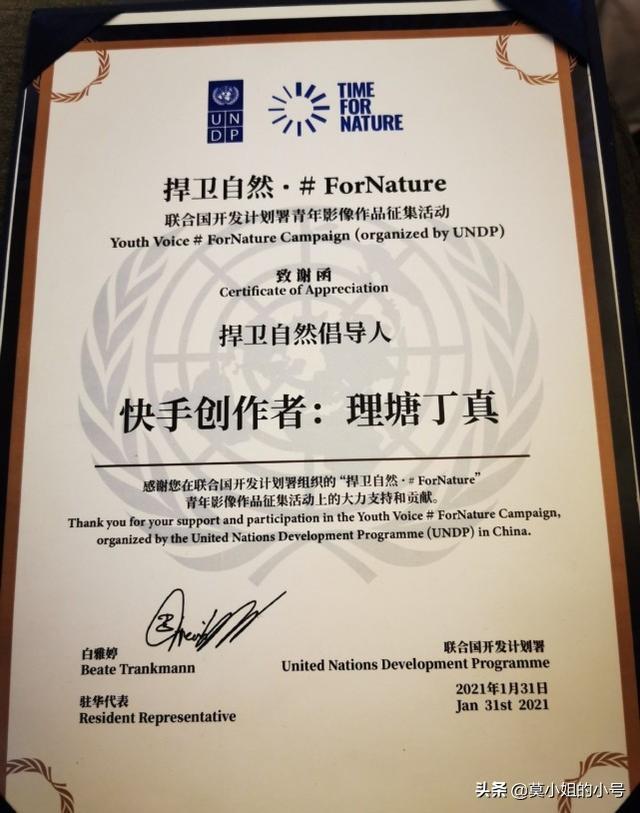 UN
DP
TIME
FOR
NATURE
捍卫自然·# ForNature
联合国开发计划署青年影像作品征集活动
Youth Voice # ForNature Campaign (organized by UNDP)
致谢函
Certificate of Appreciation
捍卫自然倡导人
快手创作者：理塘丁真
感谢您在联合国开发计划署组织的“捍卫自然·# ForNature”
青年影像作品征集活动上的大力支持和贡献。
Thank you for your support and participation in the Youth Voice # ForNature Campaign,
organized by the United Nations Development Programme (UNDP) in China.
白雅婷
Beate Trankmann
驻华代表
Resident Representative
联合国开发计划署
United Nations Development Programme
2021年1月31日
Jan 31st 2021
头条 @莫小姐的小号